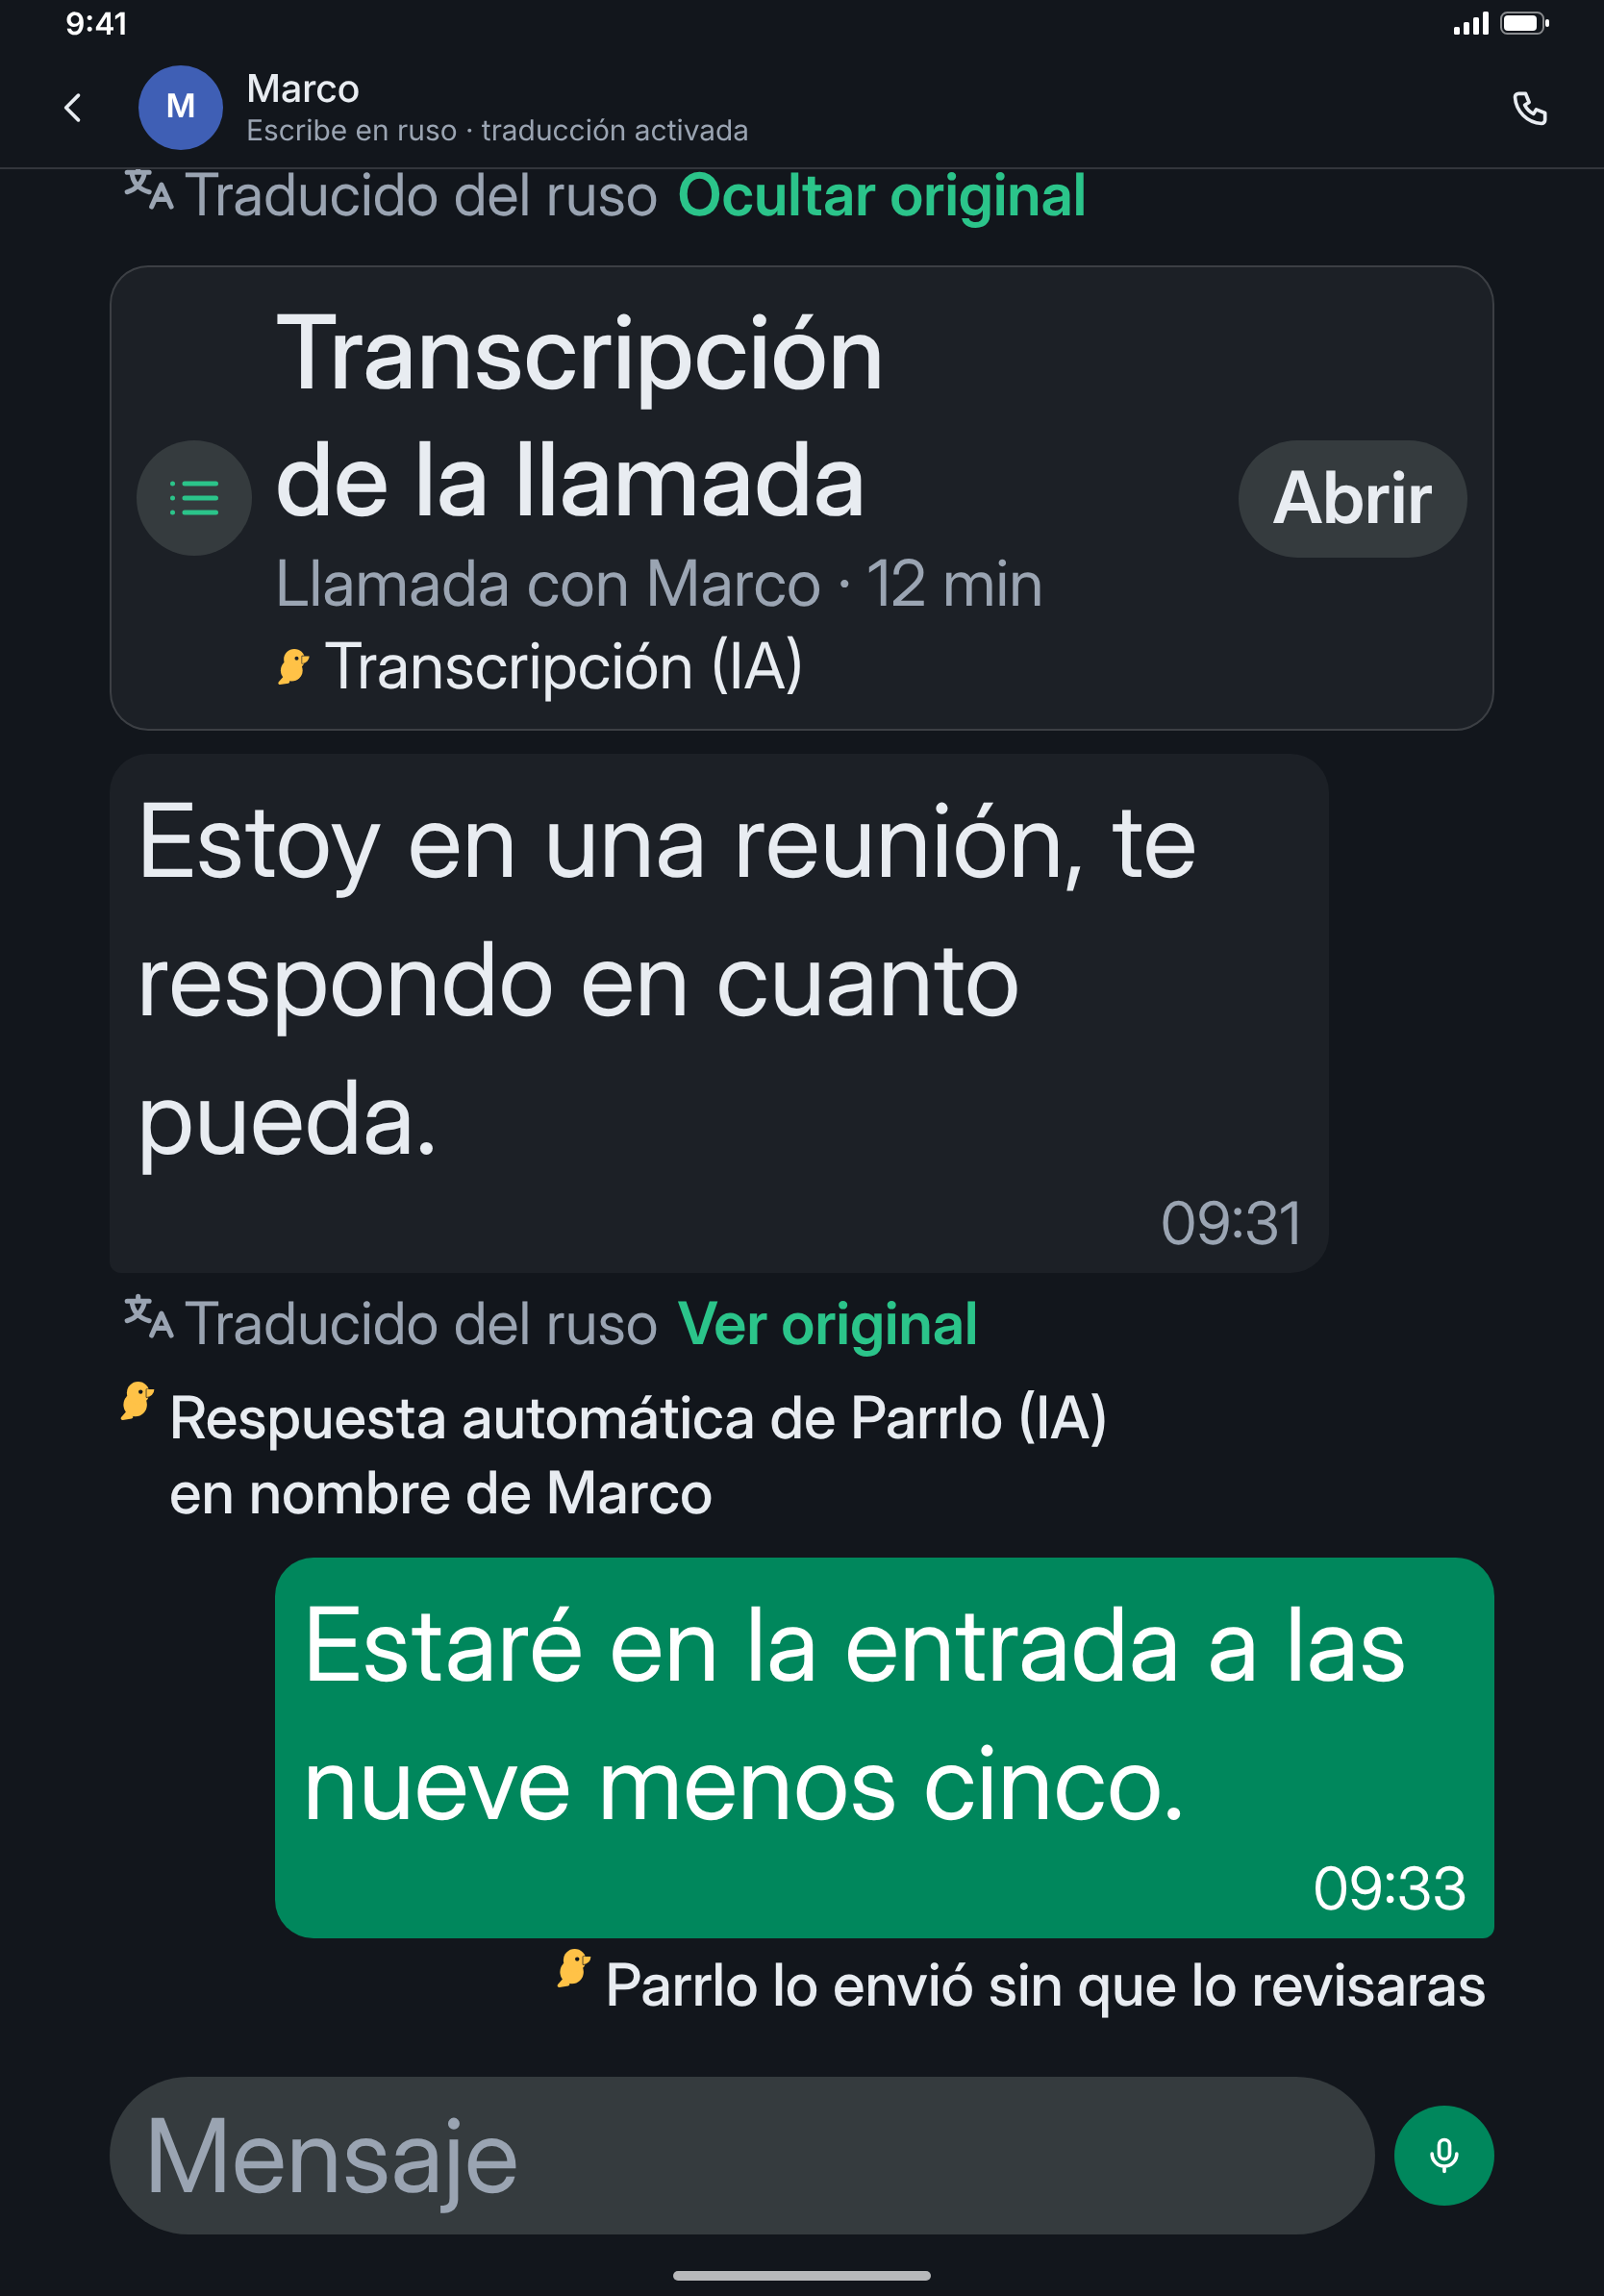 9:41
M
Marco
Escribe en ruso · traducción activada
Traducido del ruso Ocultar original
Transcripción
de la llamada
Abrir
Llamada con Marco · 12 min
Transcripción (IA)
Estoy en una reunión, te
respondo en cuanto
pueda.
09:31
Traducido del ruso Ver original
Respuesta automática de Parrlo (IA)
en nombre de Marco
Estaré en la entrada a las
nueve menos cinco.
09:33
Parrlo lo envió sin que lo revisaras
Mensaje